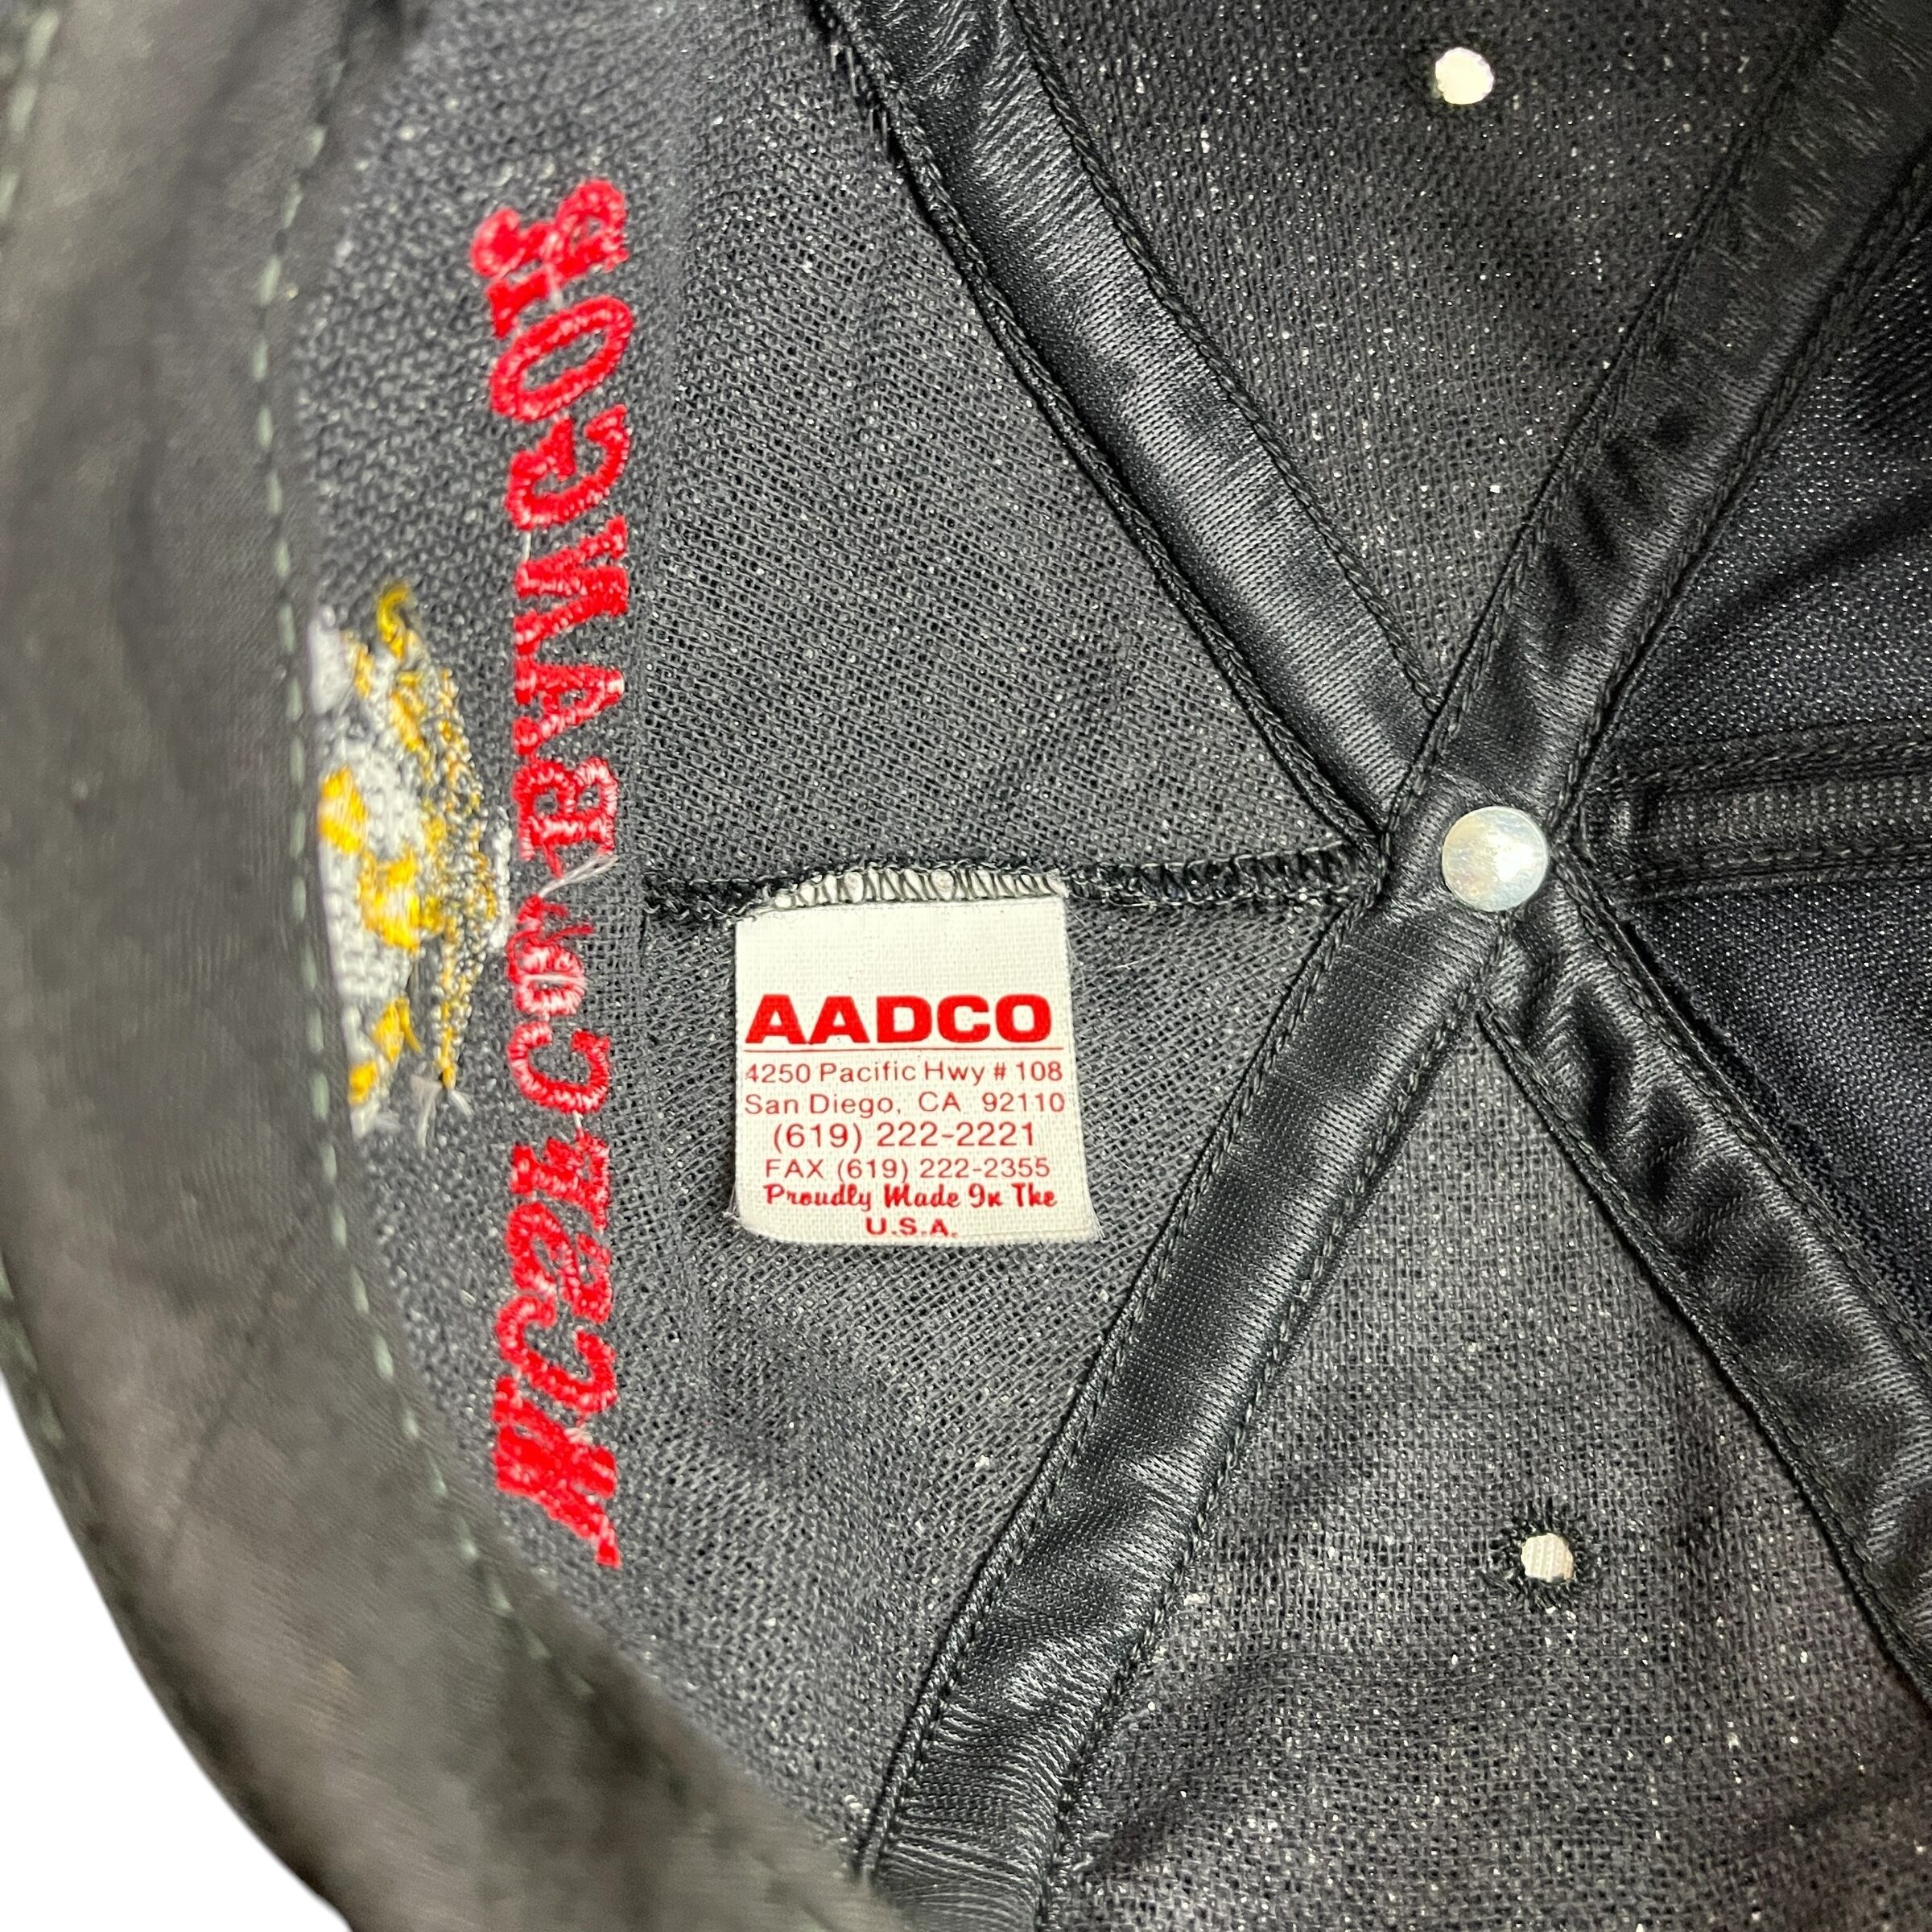 AADCO
4250 Pacific Hwy # 108
San Diego, CA 92110
(619) 222-2221
FAX (619) 222-2355
Proudly Made In The
U.S.A.